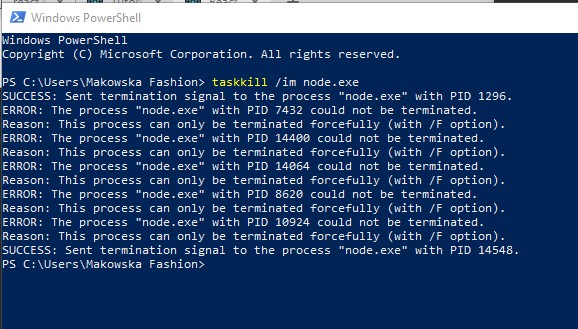 Windows PowerShell
Windows PowerShell
Copyright (C) Microsoft Corporation. All rights reserved.
PS C:\Users\Makowska Fashion> taskkill /im node.exe
SUCCESS: Sent termination signal to the process "node.exe" with PID 1296.
ERROR: The process "node.exe" with PID 7432 could not be terminated.
Reason: This process can only be terminated forcefully (with /F option).
ERROR: The process "node.exe" with PID 14400 could not be terminated.
Reason: This process can only be terminated forcefully (with /F option).
ERROR: The process "node.exe" with PID 14064 could not be terminated.
Reason: This process can only be terminated forcefully (with /F option).
ERROR: The process "node.exe" with PID 8620 could not be terminated.
Reason: This process can only be terminated forcefully (with /F option).
ERROR: The process "node.exe" with PID 10924 could not be terminated.
Reason: This process can only be terminated forcefully (with /F option).
SUCCESS: Sent termination signal to the process "node.exe" with PID 14548.
PS C:\Users\Makowska Fashion>